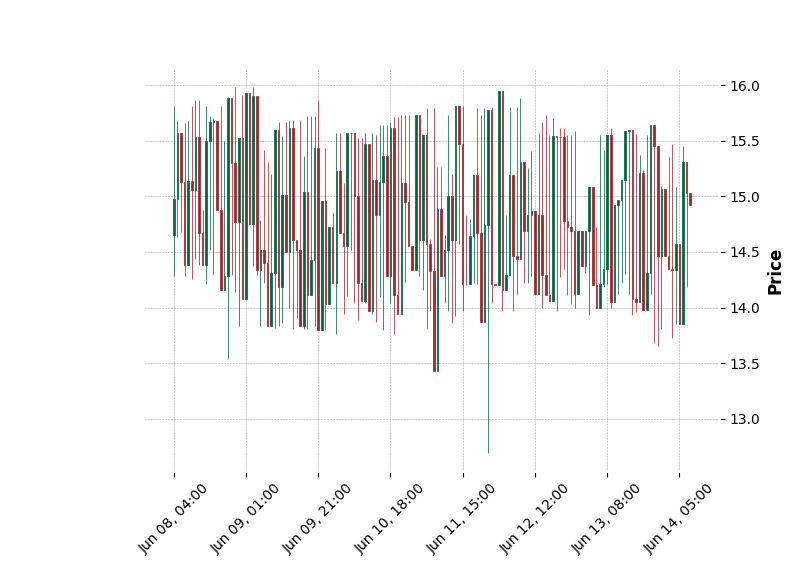 16.0
15.5
15.0
14.5
14.0
13.5
13.0
Price
Jun 08, 04:00
Jun 09, 01:00
Jun 09, 21:00
Jun 10, 18:00
Jun 11, 15:00
Jun 12, 12:00
Jun 13, 08:00
Jun 14, 05:00